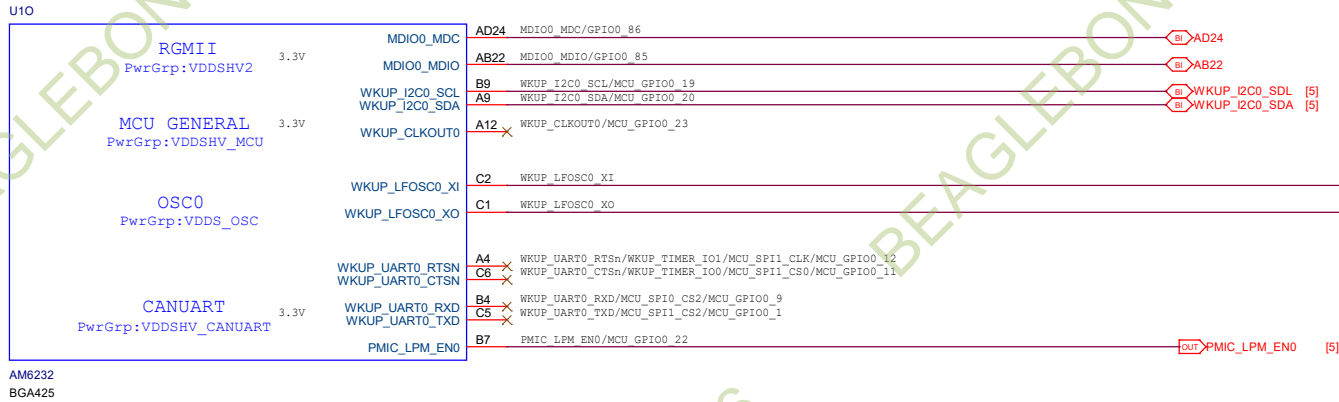 U1O
RGMII
PwrGrp:VDDSHV2
3.3V
MDIO0_MDC AD24 MDIO0_MDC/GPIO0_86 BI AD24
MDIO0_MDIO AB22 MDIO0_MDIO/GPIO0_85 BI AB22
WKUP_I2C0_SCL B9 WKUP_I2C0_SCL/MCU_GPIO0_19 BI WKUP_I2C0_SDL [5]
WKUP_I2C0_SDA A9 WKUP_I2C0_SDA/MCU_GPIO0_20 BI WKUP_I2C0_SDA [5]
MCU GENERAL 3.3V
PwrGrp:VDDSHV_MCU
WKUP_CLKOUT0 A12 WKUP_CLKOUT0/MCU_GPIO0_23
WKUP_LFOSC0_XI C2 WKUP_LFOSC0_XI
OSC0
PwrGrp:VDDS_OSC
WKUP_LFOSC0_XO C1 WKUP_LFOSC0_XO
WKUP_UART0_RTSN A4 WKUP_UART0_RTSn/WKUP_TIMER_IO1/MCU_SPI1_CLK/MCU_GPIO0_12
WKUP_UART0_CTSN C6 WKUP_UART0_CTSn/WKUP_TIMER_IO0/MCU_SPI1_CS0/MCU_GPIO0_11
CANUART 3.3V
PwrGrp:VDDSHV_CANUART
WKUP_UART0_RXD B4 WKUP_UART0_RXD/MCU_SPI0_CS2/MCU_GPIO0_9
WKUP_UART0_TXD C5 WKUP_UART0_TXD/MCU_SPI1_CS2/MCU_GPIO0_1
PMIC_LPM_EN0 B7 PMIC_LPM_EN0/MCU_GPIO0_22 OUT PMIC_LPM_EN0 [5]
AM6232
BGA425